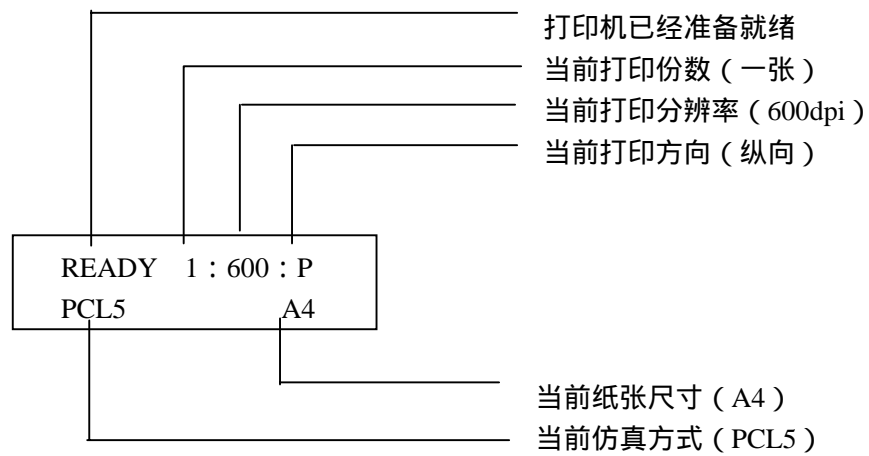 打印机已经准备就绪
当前打印份数（一张）
当前打印分辨率（600dpi）
当前打印方向（纵向）
READY 1：600：P
PCL5 A4
当前纸张尺寸（A4）
当前仿真方式（PCL5）